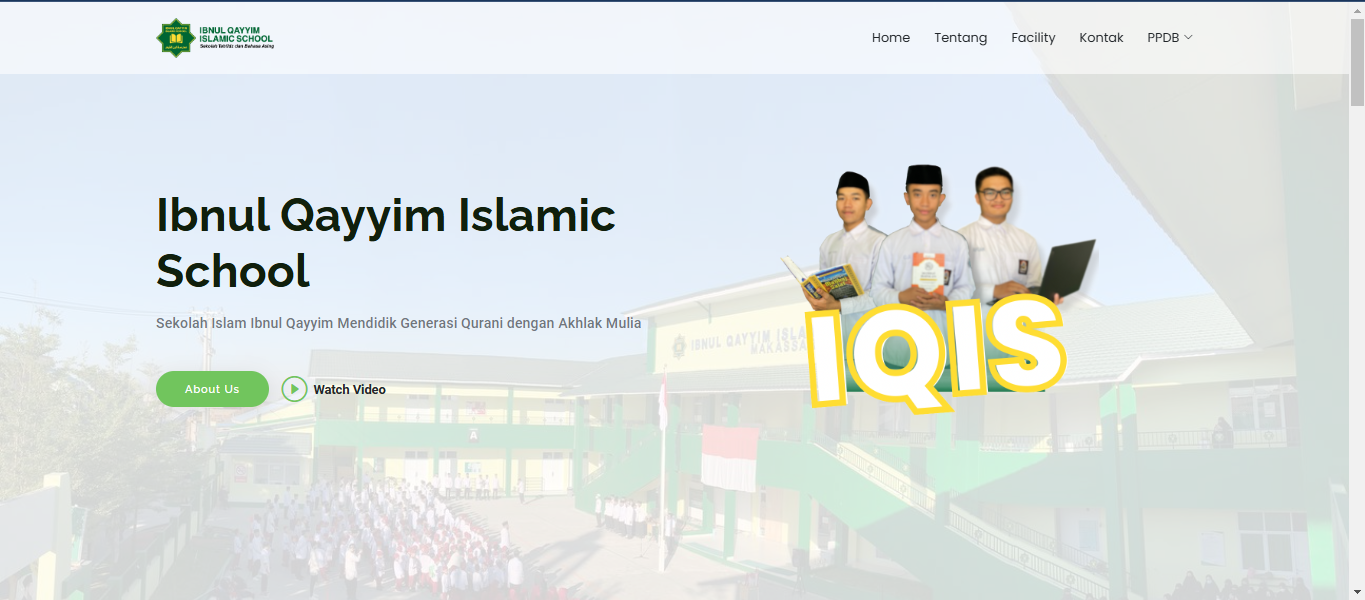 IBNUL QAYYIM
ISLAMIC SCHOOL
Sekolah Tahfidz dan Bahasa Asing
Home
Tentang
Facility
Kontak
PPDB
Ibnul Qayyim Islamic
School
Sekolah Islam Ibnul Qayyim Mendidik Generasi Qurani dengan Akhlak Mulia
About Us
Watch Video
IBNUL QAYYIM ISLA
MAKASSA
IQIS